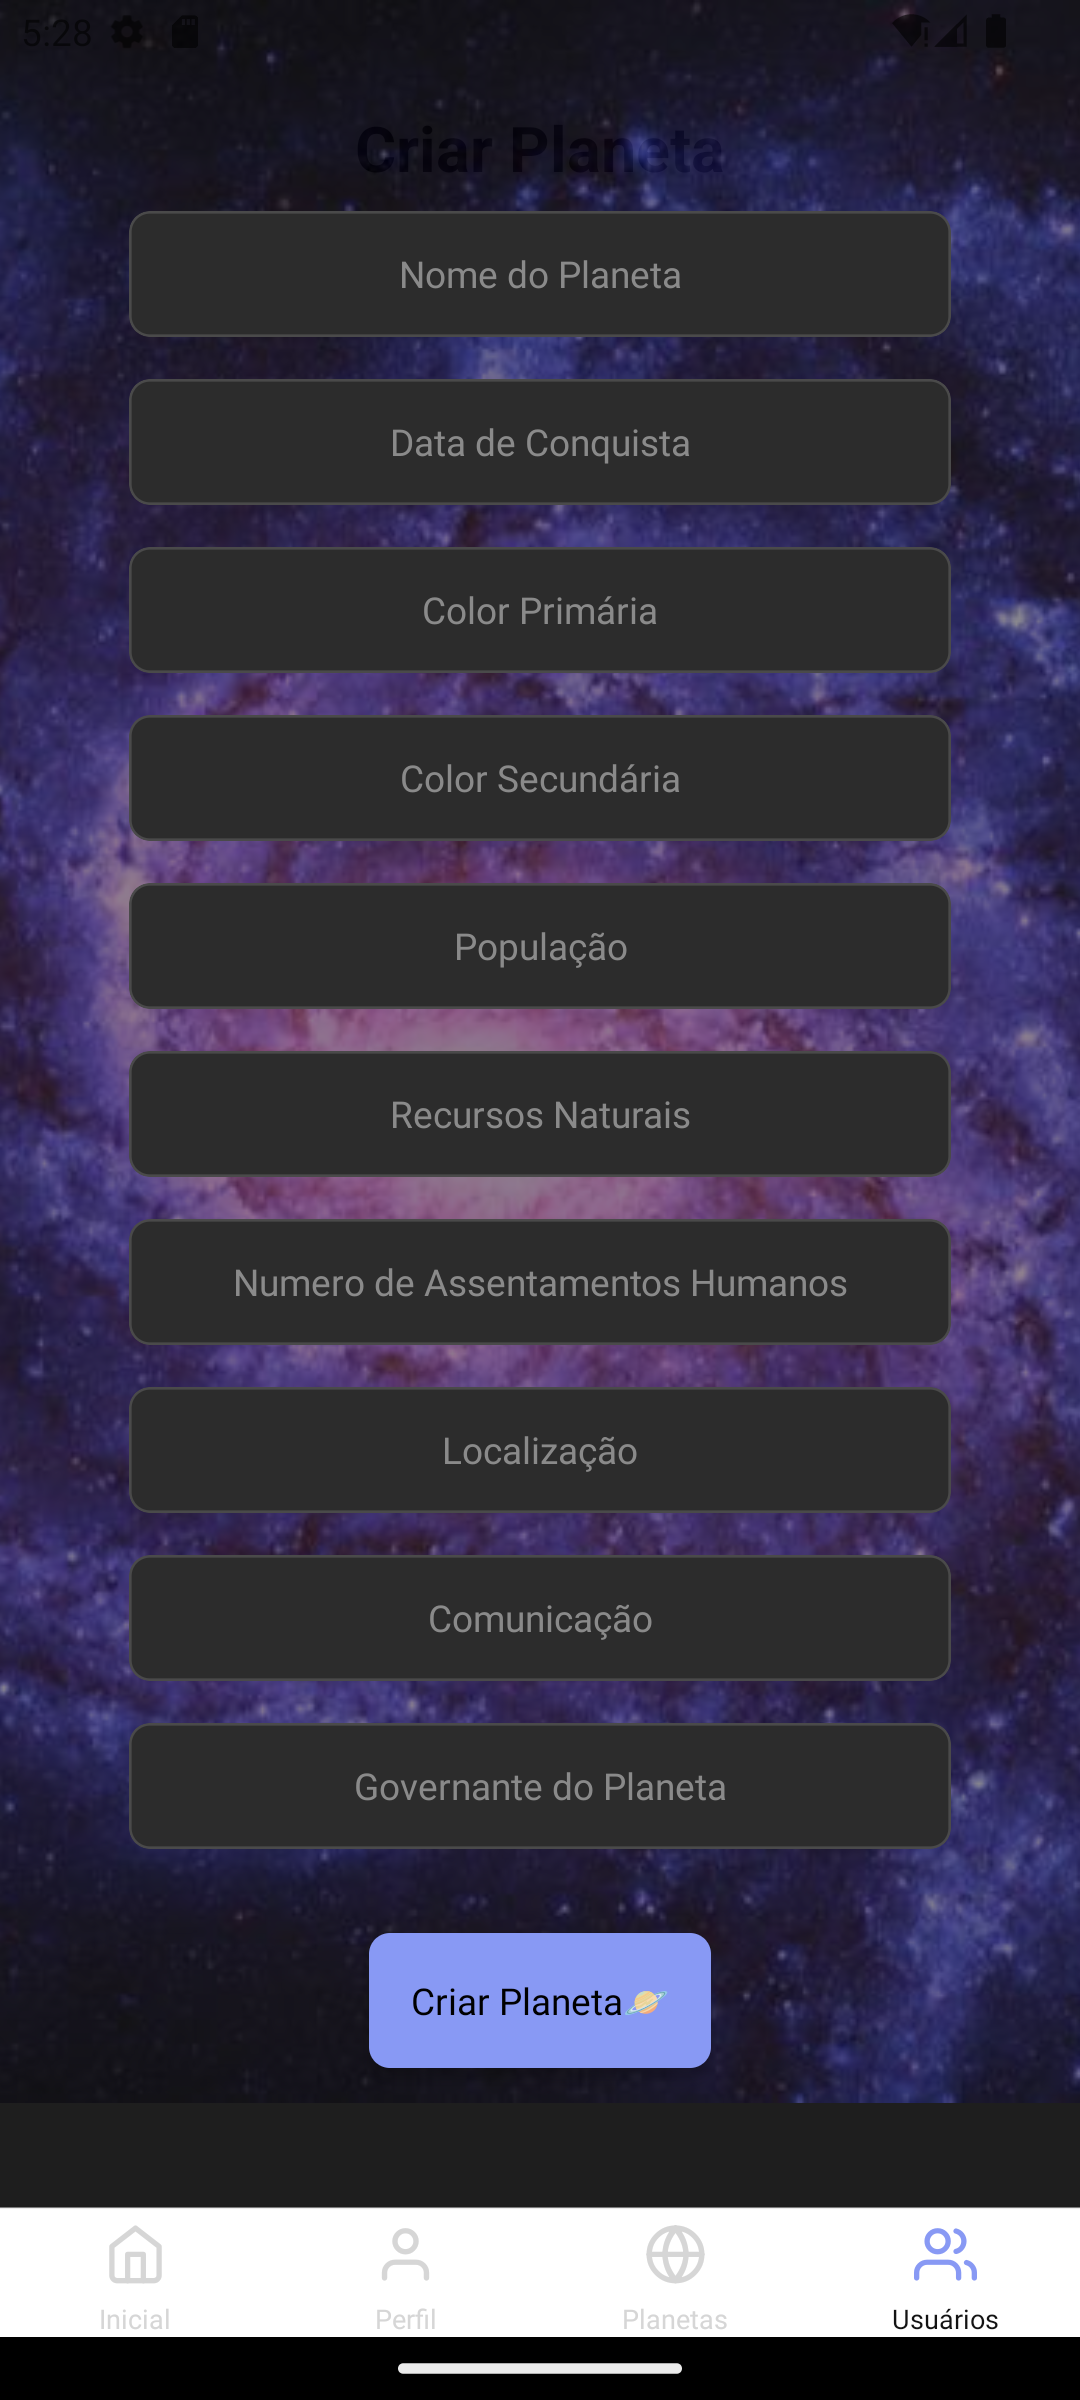 5:28
Criar Planeta
Nome do Planeta
Data de Conquista
Color Primária
Color Secundária
População
Recursos Naturais
Numero de Assentamentos Humanos
Localização
Comunicação
Governante do Planeta
Criar Planeta🪐
Inicial
Perfil
Planetas
Usuários